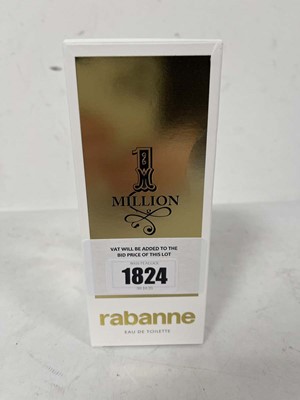 1
MILLION
VAT WILL BE ADDED TO THE
BID PRICE OF THIS LOT
1824
rabanne
EAU DE TOILETTE